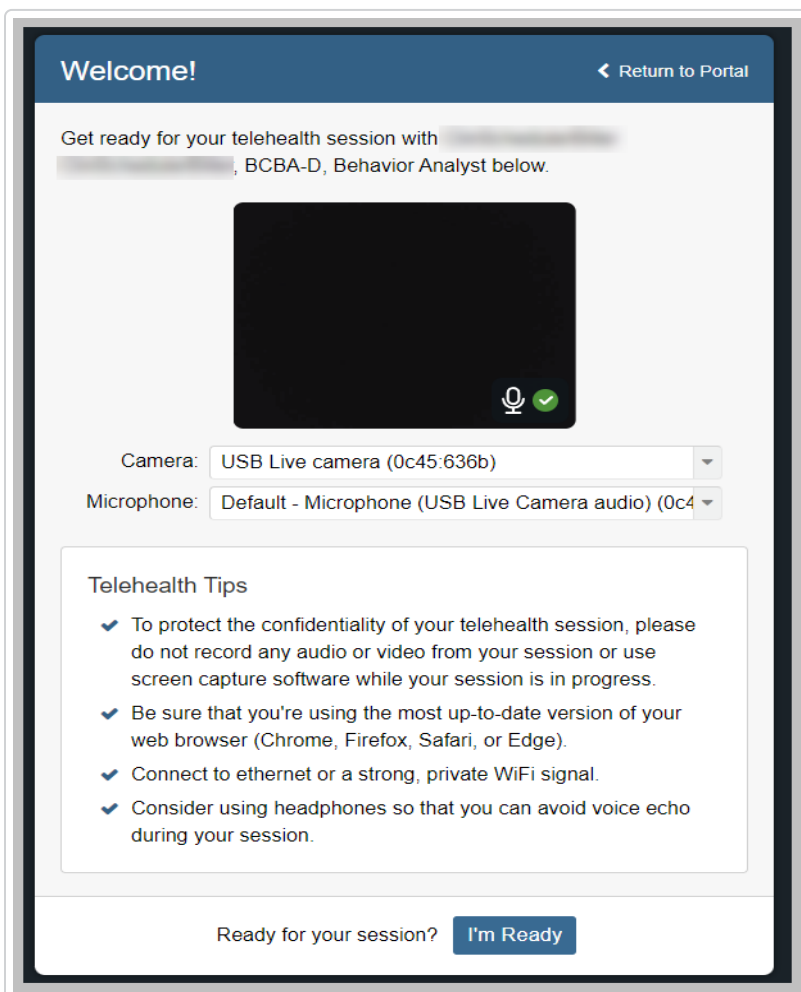 Welcome!
Return to Portal
Get ready for your telehealth session with
, BCBA-D, Behavior Analyst below.
Camera: USB Live camera (0c45:636b)
Microphone: Default - Microphone (USB Live Camera audio) (0c4
Telehealth Tips
To protect the confidentiality of your telehealth session, please
do not record any audio or video from your session or use
screen capture software while your session is in progress.
Be sure that you're using the most up-to-date version of your
web browser (Chrome, Firefox, Safari, or Edge).
Connect to ethernet or a strong, private WiFi signal.
Consider using headphones so that you can avoid voice echo
during your session.
Ready for your session? I'm Ready